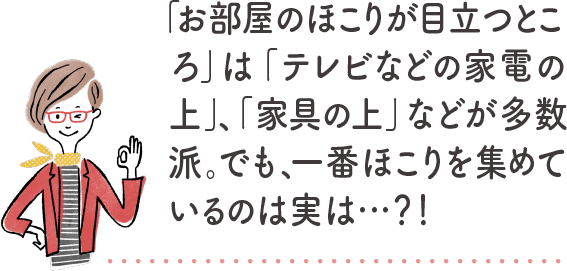 「お部屋のほこりが目立つとこ
ろ」は「テレビなどの家電の
上」、「家具の上」などが多数
派。でも、一番ほこりを集めて
いるのは実は…?!